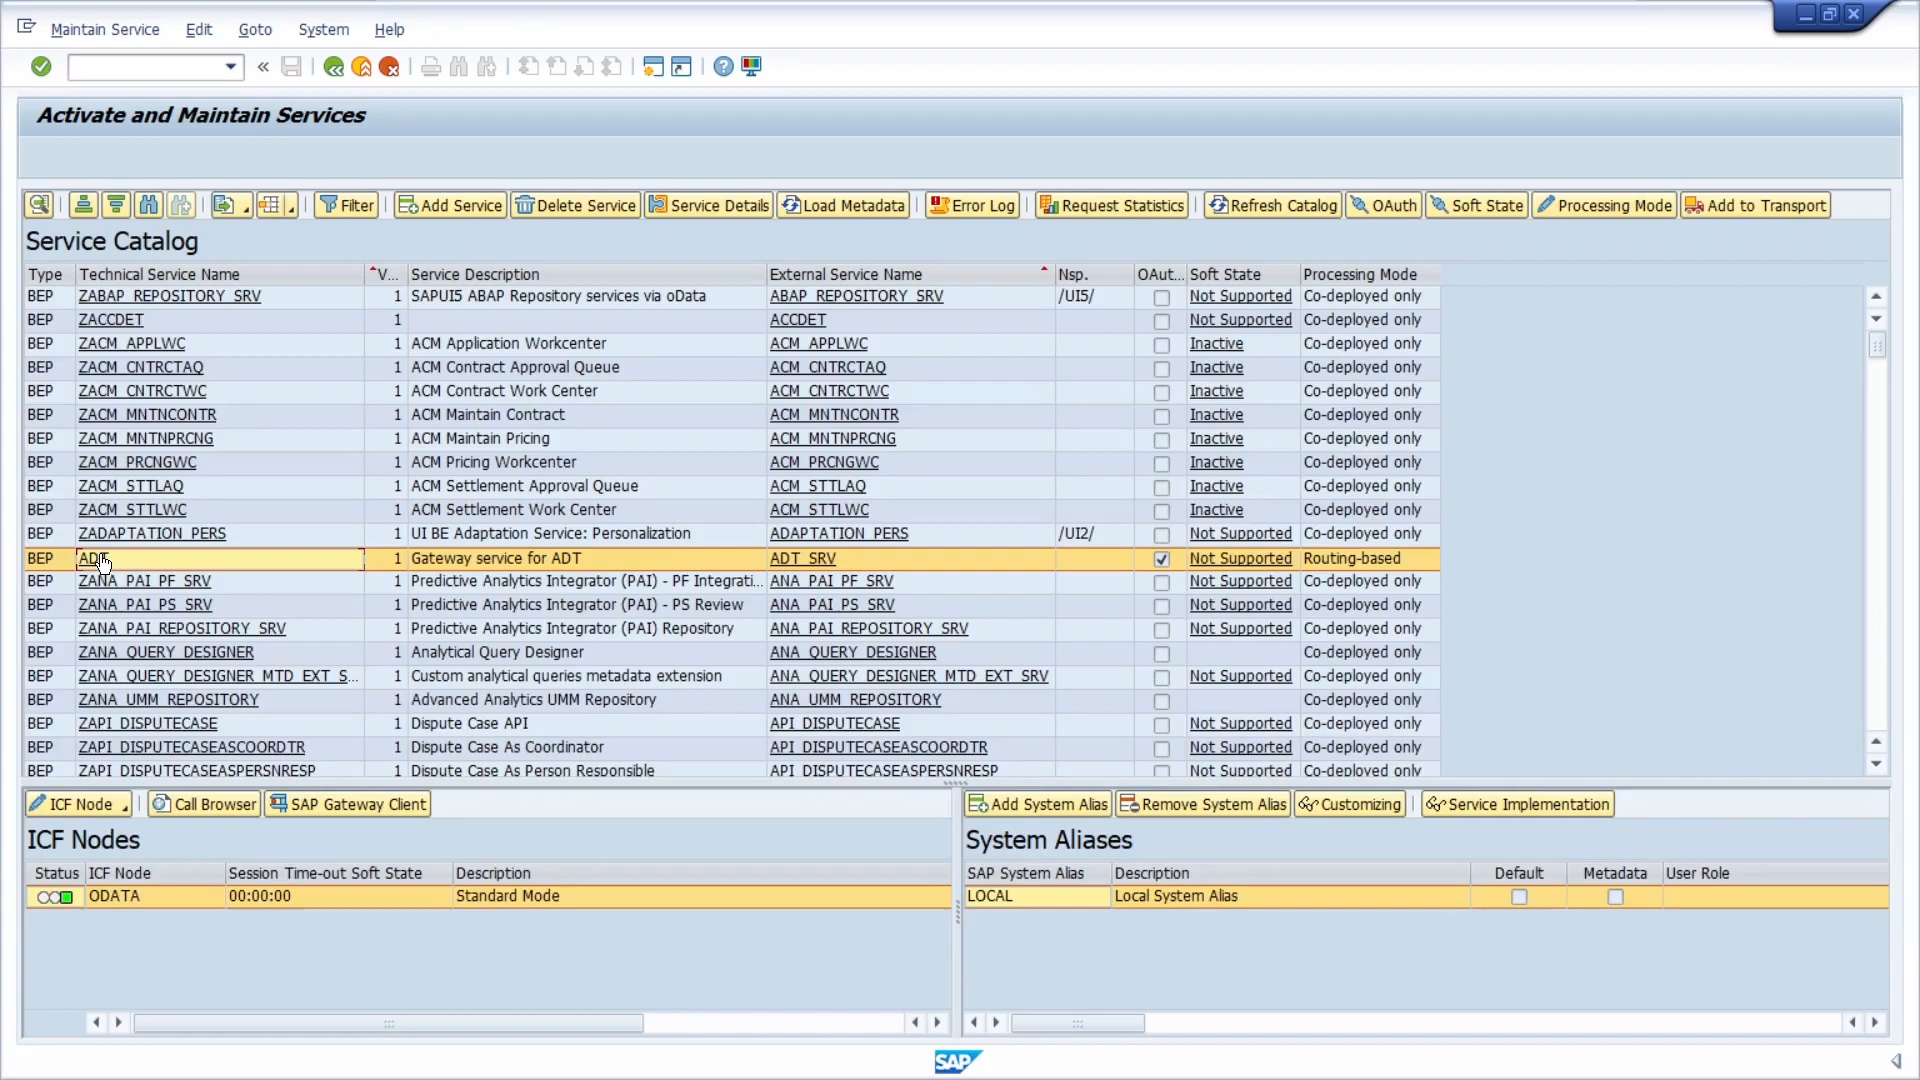 Maintain Service Edit Goto System Help
Activate and Maintain Services
Filter Add Service Delete Service Service Details Load Metadata Error Log Request Statistics Refresh Catalog OAuth Soft State Processing Mode Add to Transport
Service Catalog
Type Technical Service Name V... Service Description External Service Name Nsp. OAut... Soft State Processing Mode
BEP ZABAP_REPOSITORY_SRV 1 SAPUI5 ABAP Repository services via oData ABAP_REPOSITORY_SRV /UI5/ Not Supported Co-deployed only
BEP ZACCDET 1 ACCDET Not Supported Co-deployed only
BEP ZACM_APPLWC 1 ACM Application Workcenter ACM_APPLWC Inactive Co-deployed only
BEP ZACM_CNTRCTAQ 1 ACM Contract Approval Queue ACM_CNTRCTAQ Inactive Co-deployed only
BEP ZACM_CNTRCTWC 1 ACM Contract Work Center ACM_CNTRCTWC Inactive Co-deployed only
BEP ZACM_MNTNCONTR 1 ACM Maintain Contract ACM_MNTNCONTR Inactive Co-deployed only
BEP ZACM_MNTNPRCNG 1 ACM Maintain Pricing ACM_MNTNPRCNG Inactive Co-deployed only
BEP ZACM_PRCNGWC 1 ACM Pricing Workcenter ACM_PRCNGWC Inactive Co-deployed only
BEP ZACM_STTLAQ 1 ACM Settlement Approval Queue ACM_STTLAQ Inactive Co-deployed only
BEP ZACM_STTLWC 1 ACM Settlement Work Center ACM_STTLWC Inactive Co-deployed only
BEP ZADAPTATION_PERS 1 UI BE Adaptation Service: Personalization ADAPTATION_PERS /UI2/ Not Supported Co-deployed only
BEP ADT 1 Gateway service for ADT ADT_SRV Not Supported Routing-based
BEP ZANA_PAI_PF_SRV 1 Predictive Analytics Integrator (PAI) - PF Integrati... ANA_PAI_PF_SRV Not Supported Co-deployed only
BEP ZANA_PAI_PS_SRV 1 Predictive Analytics Integrator (PAI) - PS Review ANA_PAI_PS_SRV Not Supported Co-deployed only
BEP ZANA_PAI_REPOSITORY_SRV 1 Predictive Analytics Integrator (PAI) Repository ANA_PAI_REPOSITORY_SRV Not Supported Co-deployed only
BEP ZANA_QUERY_DESIGNER 1 Analytical Query Designer ANA_QUERY_DESIGNER Co-deployed only
BEP ZANA_QUERY_DESIGNER_MTD_EXT_S... 1 Custom analytical queries metadata extension ANA_QUERY_DESIGNER_MTD_EXT_SRV Not Supported Co-deployed only
BEP ZANA_UMM_REPOSITORY 1 Advanced Analytics UMM Repository ANA_UMM_REPOSITORY Co-deployed only
BEP ZAPI_DISPUTECASE 1 Dispute Case API API_DISPUTECASE Not Supported Co-deployed only
BEP ZAPI_DISPUTECASEASCOORDTR 1 Dispute Case As Coordinator API_DISPUTECASEASCOORDTR Not Supported Co-deployed only
BEP ZAPI_DISPUTECASEASPERSNRESP 1 Dispute Case As Person Responsible API_DISPUTECASEASPERSNRESP Not Supported Co-deployed only
ICF Node Call Browser SAP Gateway Client Add System Alias Remove System Alias Customizing Service Implementation
ICF Nodes System Aliases
Status ICF Node Session Time-out Soft State Description SAP System Alias Description Default Metadata User Role
ODATA 00:00:00 Standard Mode LOCAL Local System Alias
SAP